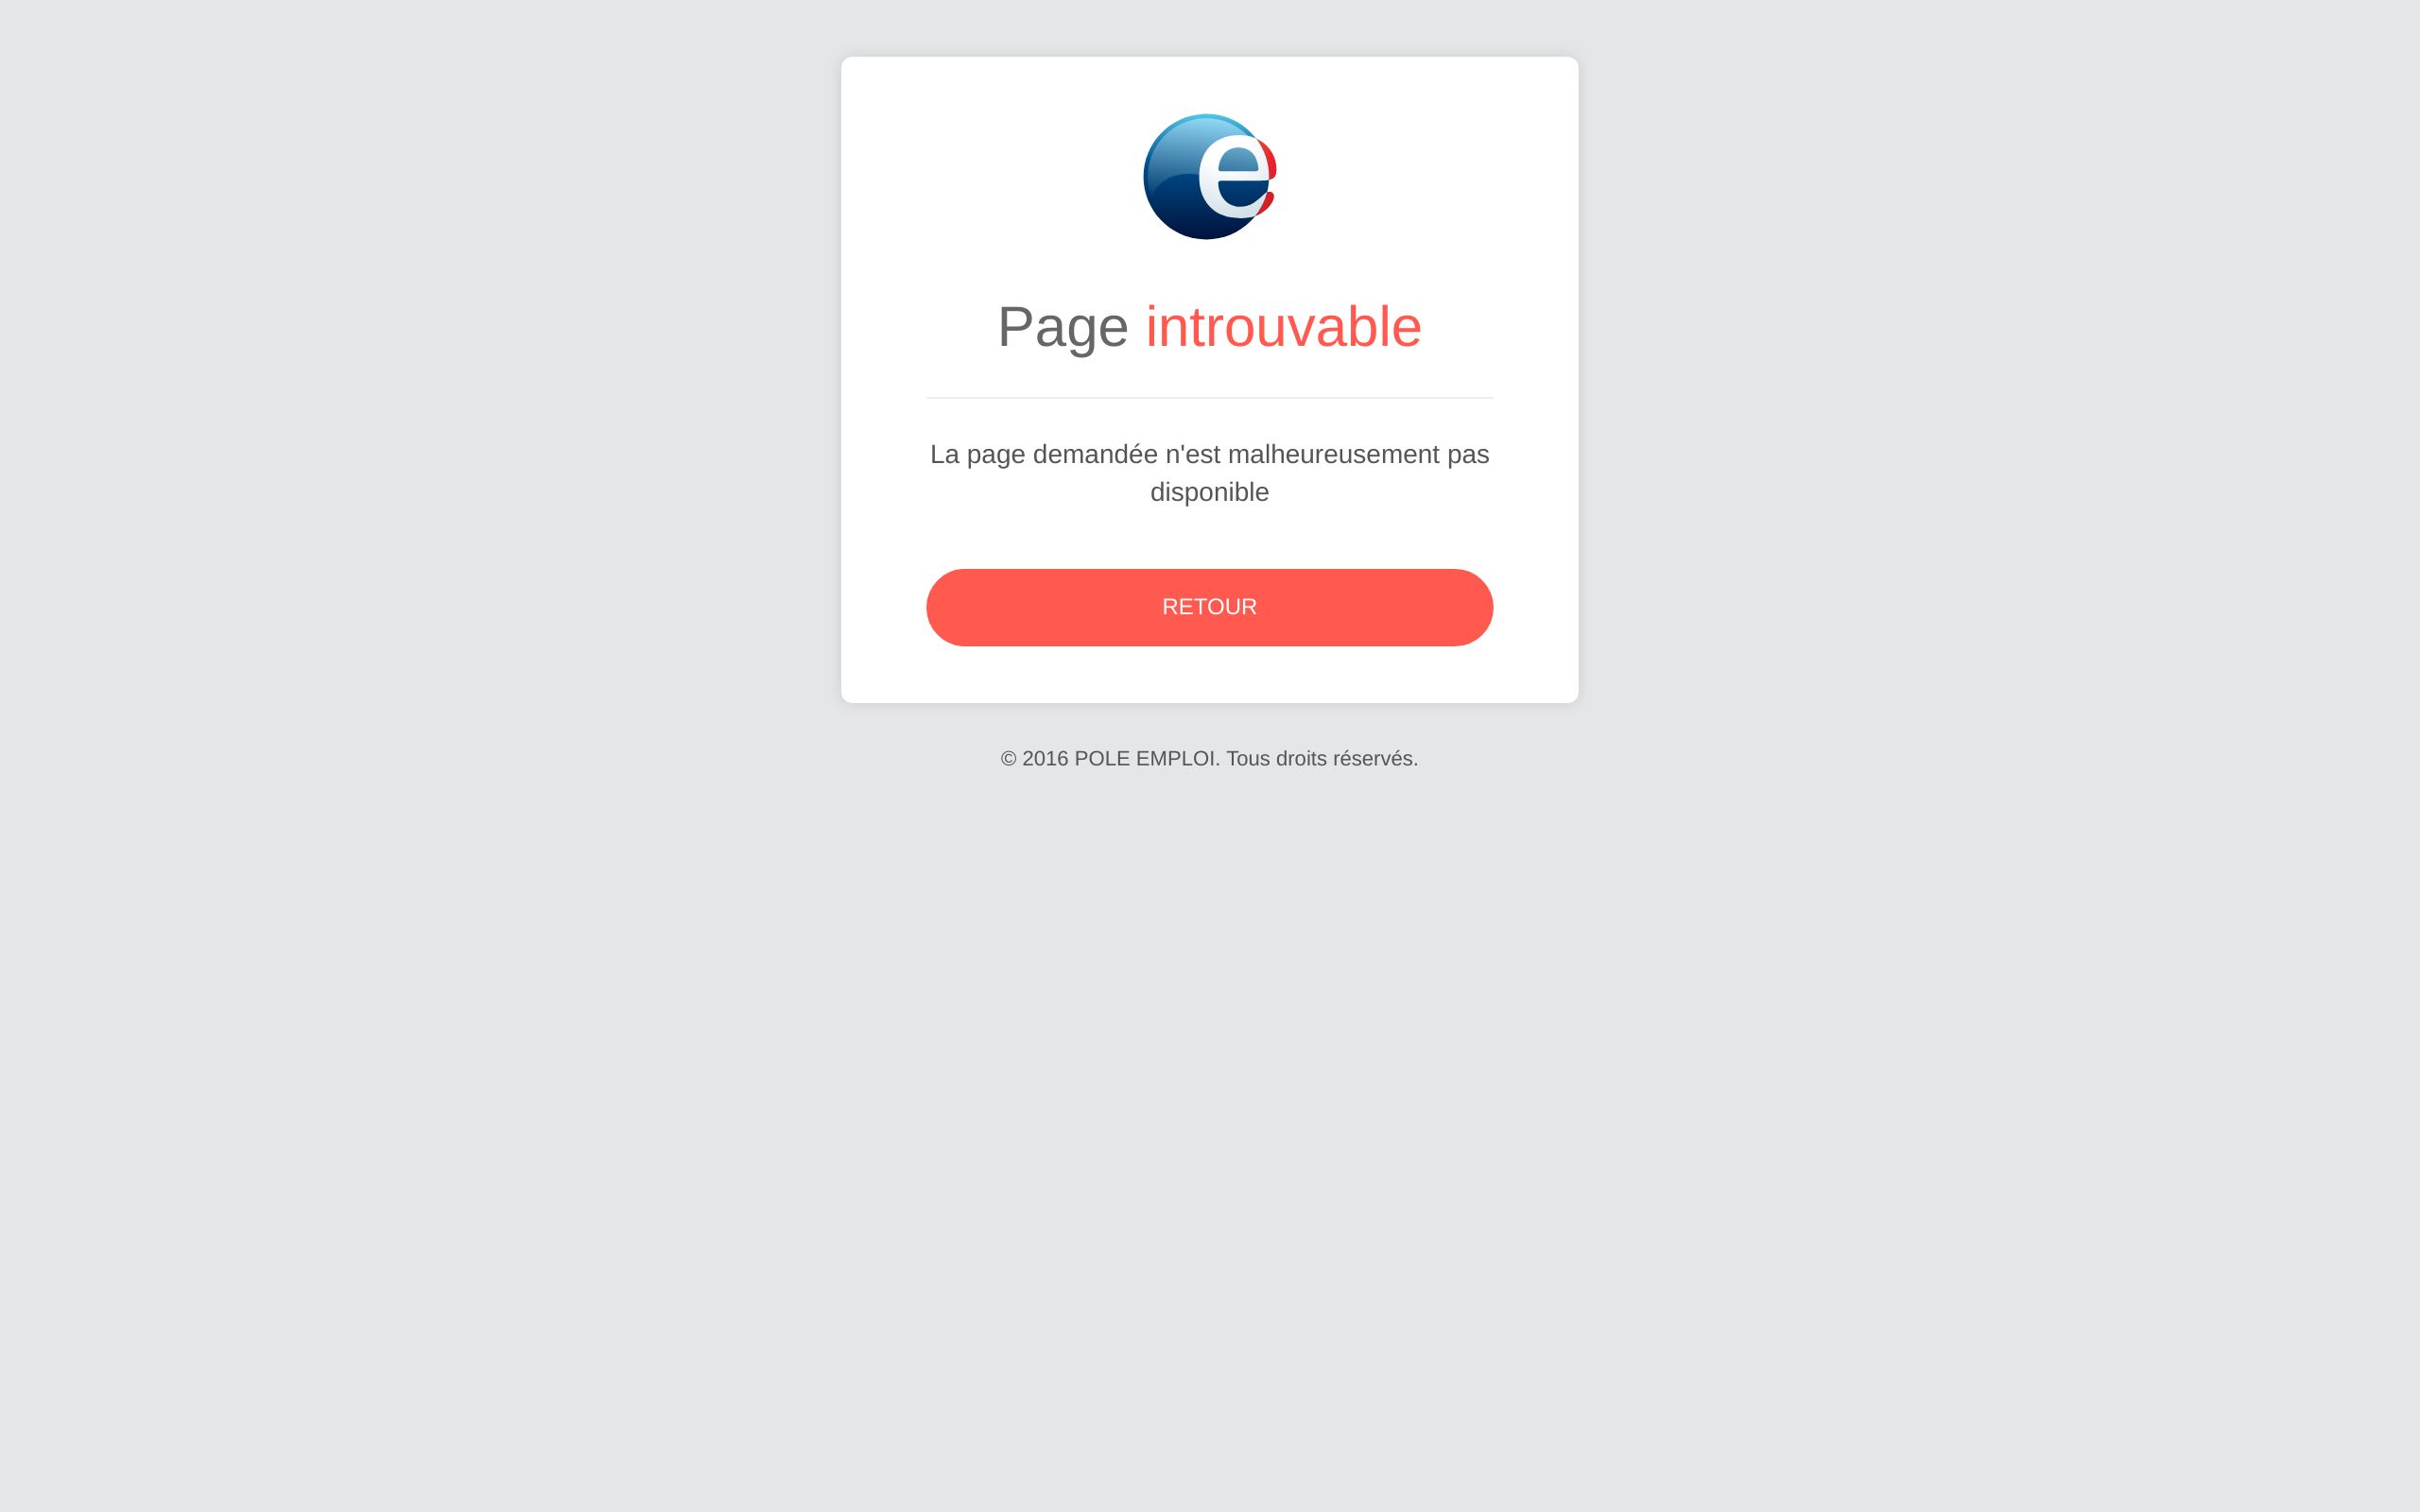 e
Page introuvable
La page demandée n'est malheureusement pas
disponible
RETOUR
© 2016 POLE EMPLOI. Tous droits réservés.